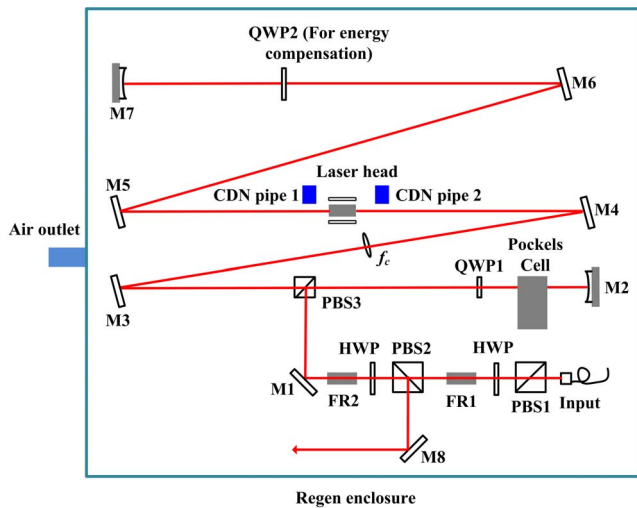 QWP2 (For energy
compensation)
M7
M6
M5
Laser head
CDN pipe 1
CDN pipe 2
M4
Air outlet
fc
Pockels
Cell
QWP1
M2
M3
PBS3
HWP
PBS2
HWP
M1
FR2
FR1
PBS1
Input
M8
Regen enclosure